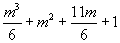 m³/6 + m² + 11m/6 + 1